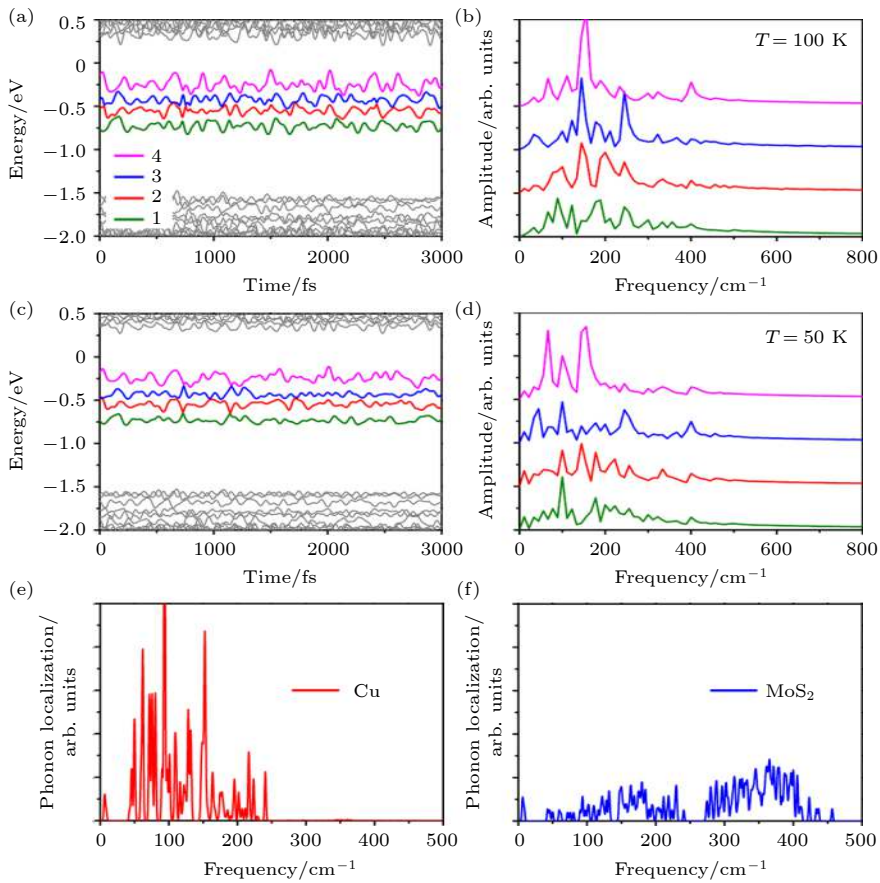 (a)
0.5
0
−0.5
−1.0
−1.5
−2.0
Energy/eV
4
3
2
1
0
1000
2000
3000
Time/fs
(b)
T = 100 K
Amplitude/arb. units
0
200
400
600
800
Frequency/cm⁻¹
(c)
0.5
0
−0.5
−1.0
−1.5
−2.0
Energy/eV
0
1000
2000
3000
Time/fs
(d)
T = 50 K
Amplitude/arb. units
0
200
400
600
800
Frequency/cm⁻¹
(e)
Phonon localization/
arb. units
Cu
0
100
200
300
400
500
Frequency/cm⁻¹
(f)
Phonon localization/
arb. units
MoS₂
0
100
200
300
400
500
Frequency/cm⁻¹